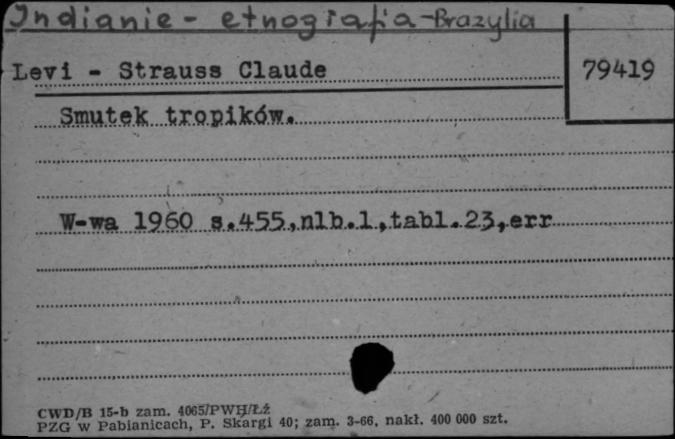 Indianie - etnografia - Brazylia
Levi - Strauss Claude
79419
Smutek tropików.
W-wa 1960 s.455,nlb.1,tabl.23,err
CWD/B 15-b zam. 4065/PWH/Łż
PZG w Pabianicach, P. Skargi 40; zam. 3-66. nakł. 400 000 szt.